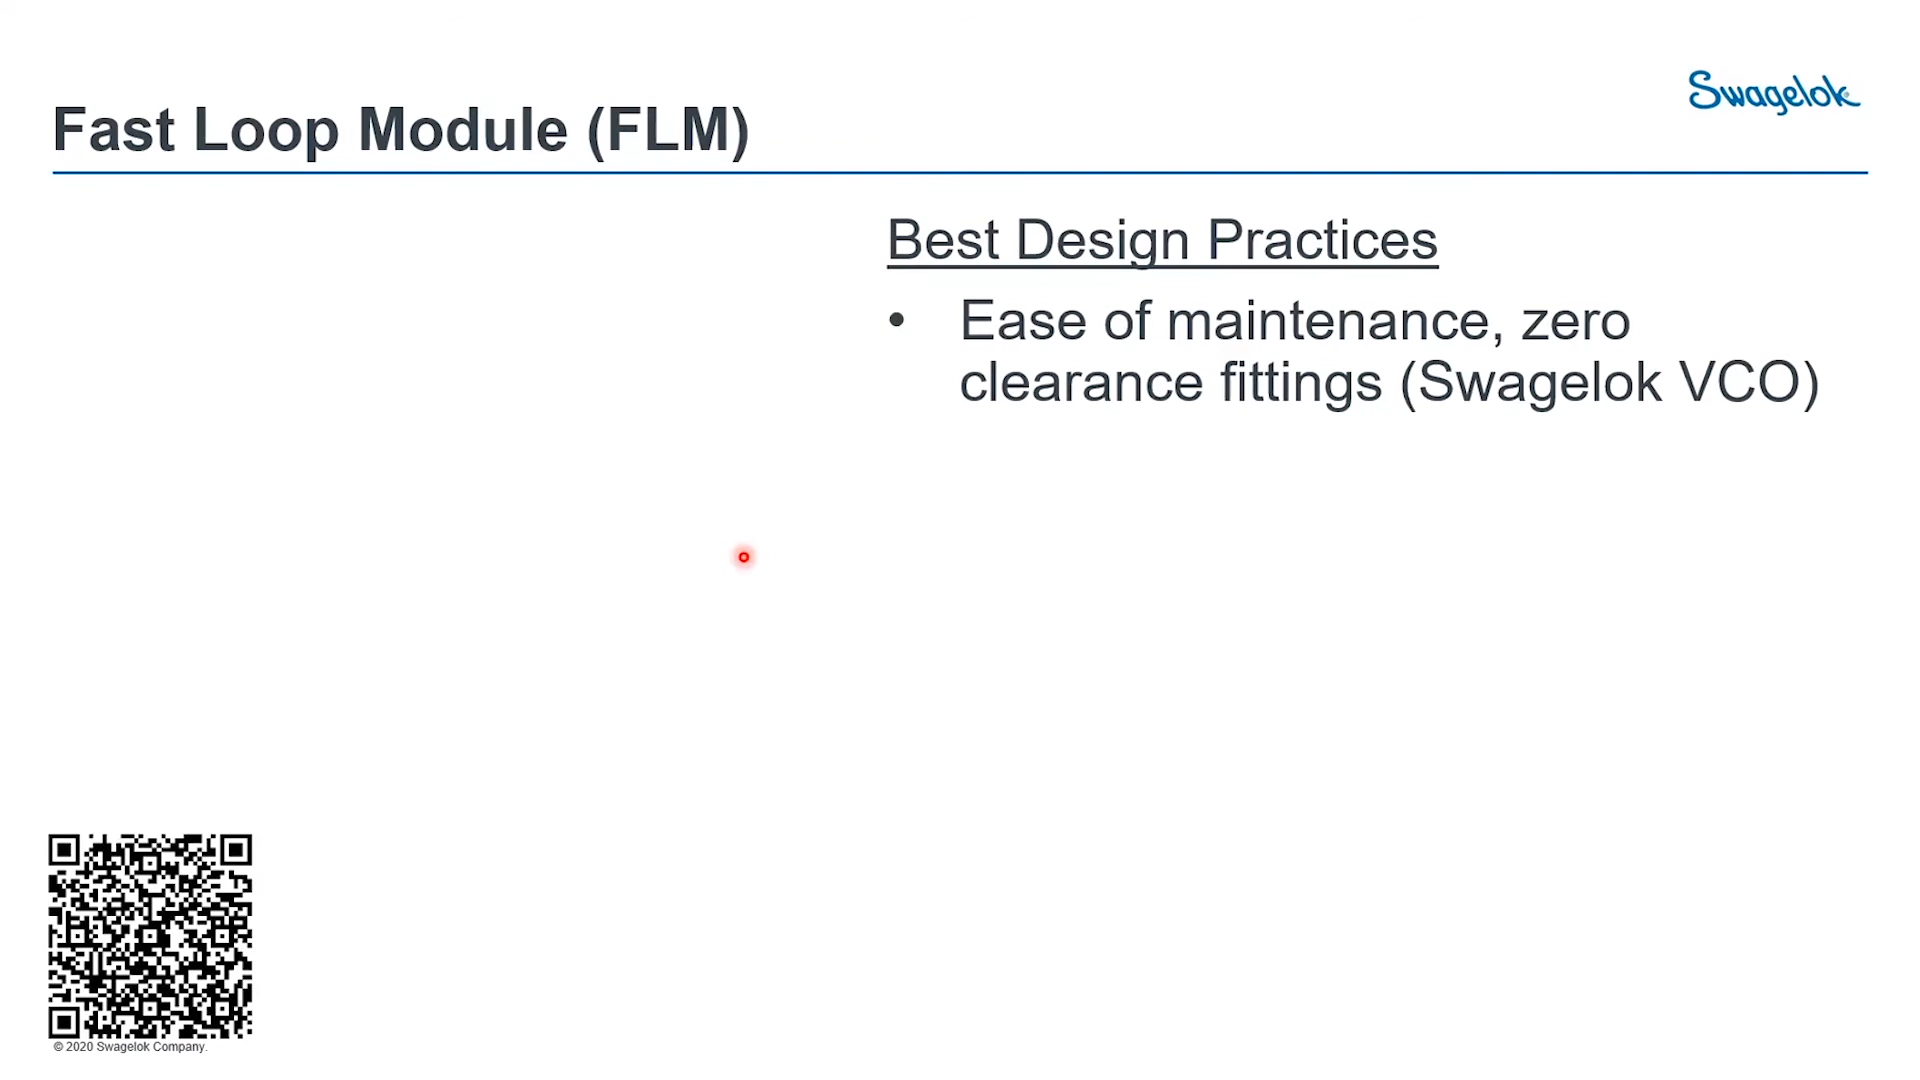 Swagelok
Fast Loop Module (FLM)
Best Design Practices
• Ease of maintenance, zero
clearance fittings (Swagelok VCO)
© 2020 Swagelok Company.